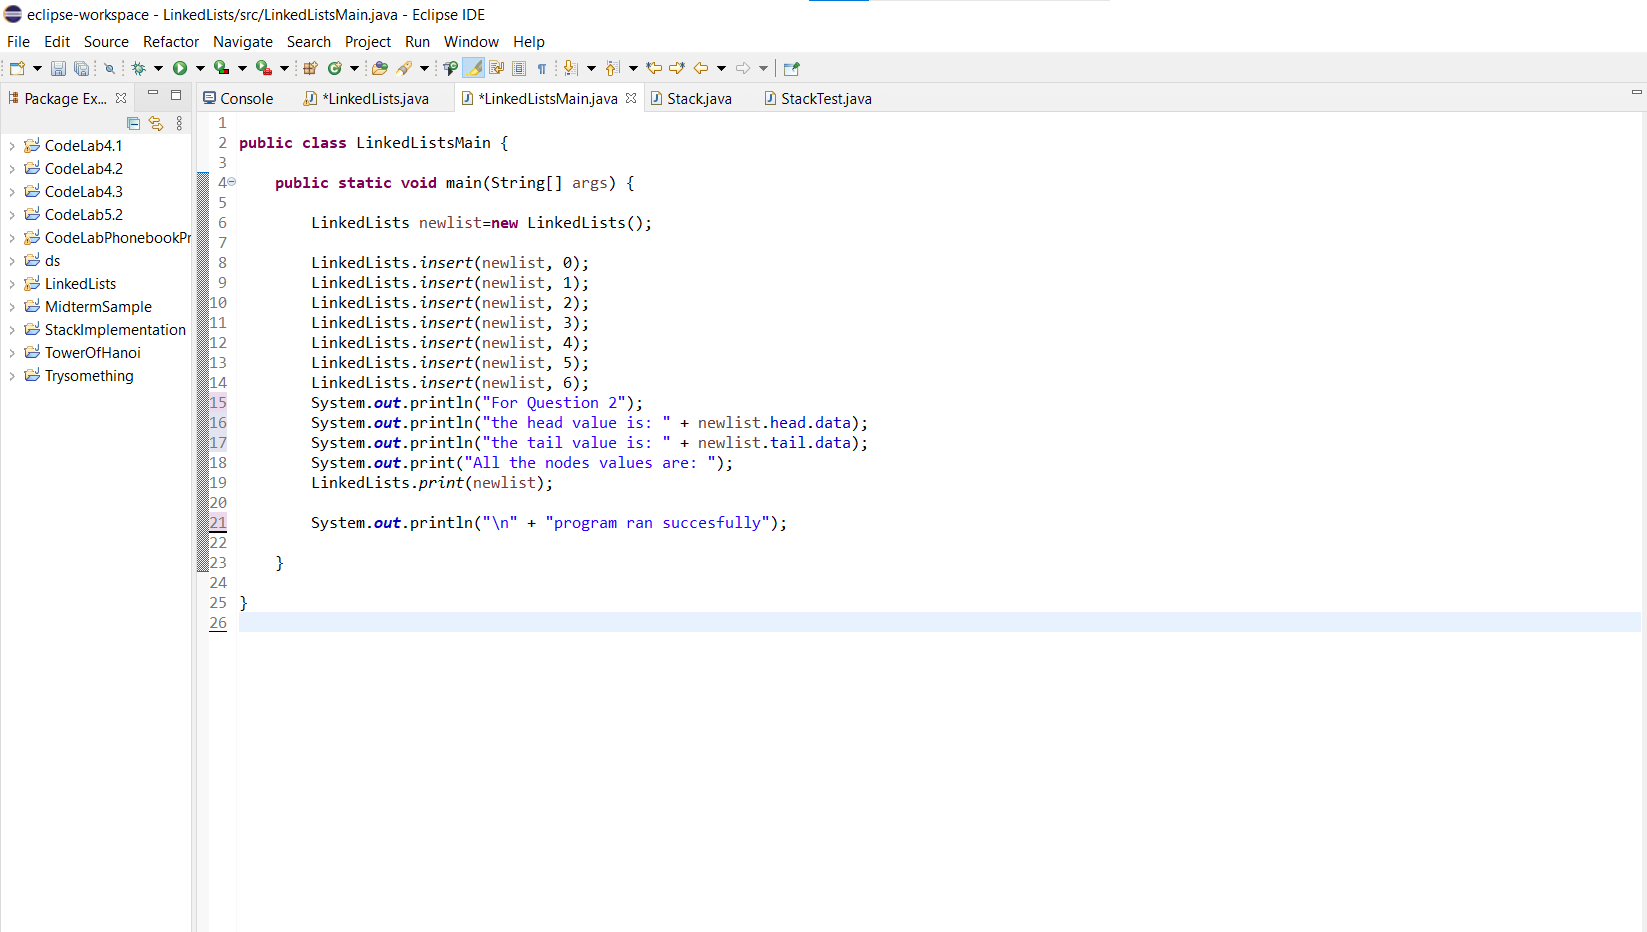 eclipse-workspace - LinkedLists/src/LinkedListsMain.java - Eclipse IDE
File Edit Source Refactor Navigate Search Project Run Window Help
Package Ex...
Console
*LinkedLists.java
*LinkedListsMain.java
Stack.java
StackTest.java
CodeLab4.1
CodeLab4.2
CodeLab4.3
CodeLab5.2
CodeLabPhonebookPr
ds
LinkedLists
MidtermSample
StackImplementation
TowerOfHanoi
Trysomething
1
2 public class LinkedListsMain {
3
4 public static void main(String[] args) {
5
6 LinkedLists newlist=new LinkedLists();
7
8 LinkedLists.insert(newlist, 0);
9 LinkedLists.insert(newlist, 1);
10 LinkedLists.insert(newlist, 2);
11 LinkedLists.insert(newlist, 3);
12 LinkedLists.insert(newlist, 4);
13 LinkedLists.insert(newlist, 5);
14 LinkedLists.insert(newlist, 6);
15 System.out.println("For Question 2");
16 System.out.println("the head value is: " + newlist.head.data);
17 System.out.println("the tail value is: " + newlist.tail.data);
18 System.out.print("All the nodes values are: ");
19 LinkedLists.print(newlist);
20
21 System.out.println("\n" + "program ran succesfully");
22
23 }
24
25 }
26